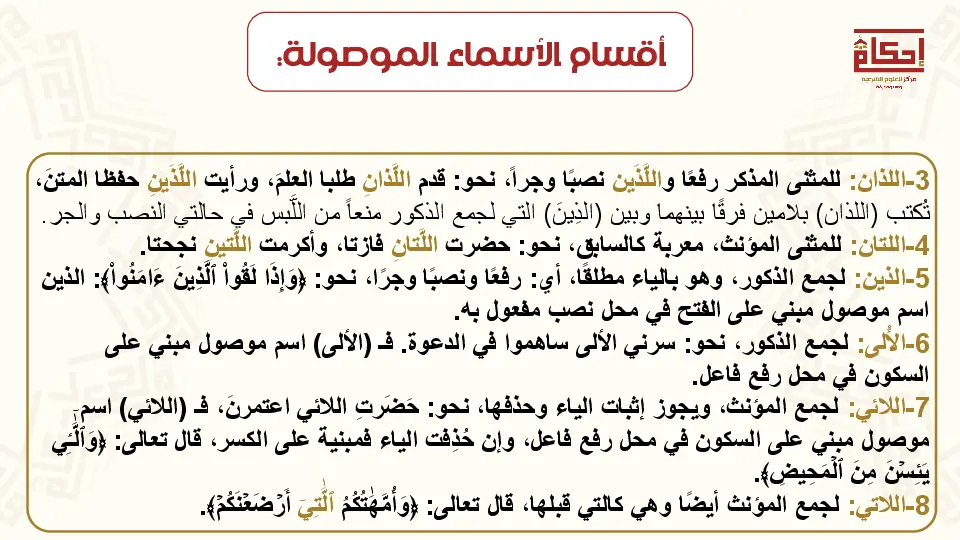 أقسام الأسماء الموصولة:
إحكام
مركز للعلوم الشرعية
3-اللذان: للمثنى المذكر رفعًا واللَّذَين نصبًا وجراً، نحو: قدم اللَّذانِ طلبا العلمَ، ورأيت اللَّذَينِ حفظا المتنَ،
تُكتب (اللذان) بلامين فرقًا بينهما وبين (الذِينَ) التي لجمع الذكور منعاً من اللَّبس في حالتي النصب والجر.
4-اللتان: للمثنى المؤنث، معربة كالسابق، نحو: حضرتِ اللَّتانِ فازتا، وأكرمت اللَّتينِ نجحتا.
5-الذين: لجمع الذكور، وهو بالياء مطلقًا، أي: رفعًا ونصبًا وجرًا، نحو: ﴿وَإِذَا لَقُوا۟ ٱلَّذِينَ ءَامَنُوا۟﴾: الذين
اسم موصول مبني على الفتح في محل نصب مفعول به.
6-الأُلى: لجمع الذكور، نحو: سرني الألى ساهموا في الدعوة. فـ (الألى) اسم موصول مبني على
السكون في محل رفع فاعل.
7-اللائي: لجمع المؤنث، ويجوز إثبات الياء وحذفها، نحو: حَضَرَتِ اللائي اعتمرنَ، فـ (اللائي) اسم
موصول مبني على السكون في محل رفع فاعل، وإن حُذِفت الياء فمبنية على الكسر، قال تعالى: ﴿وَٱلَّٰٓـِٔي
يَئِسۡنَ مِنَ ٱلۡمَحِيضِ﴾.
8-اللاتي: لجمع المؤنث أيضًا وهي كالتي قبلها، قال تعالى: ﴿وَأُمَّهَٰتُكُمُ ٱلَّٰتِيٓ أَرۡضَعۡنَكُمۡ﴾.